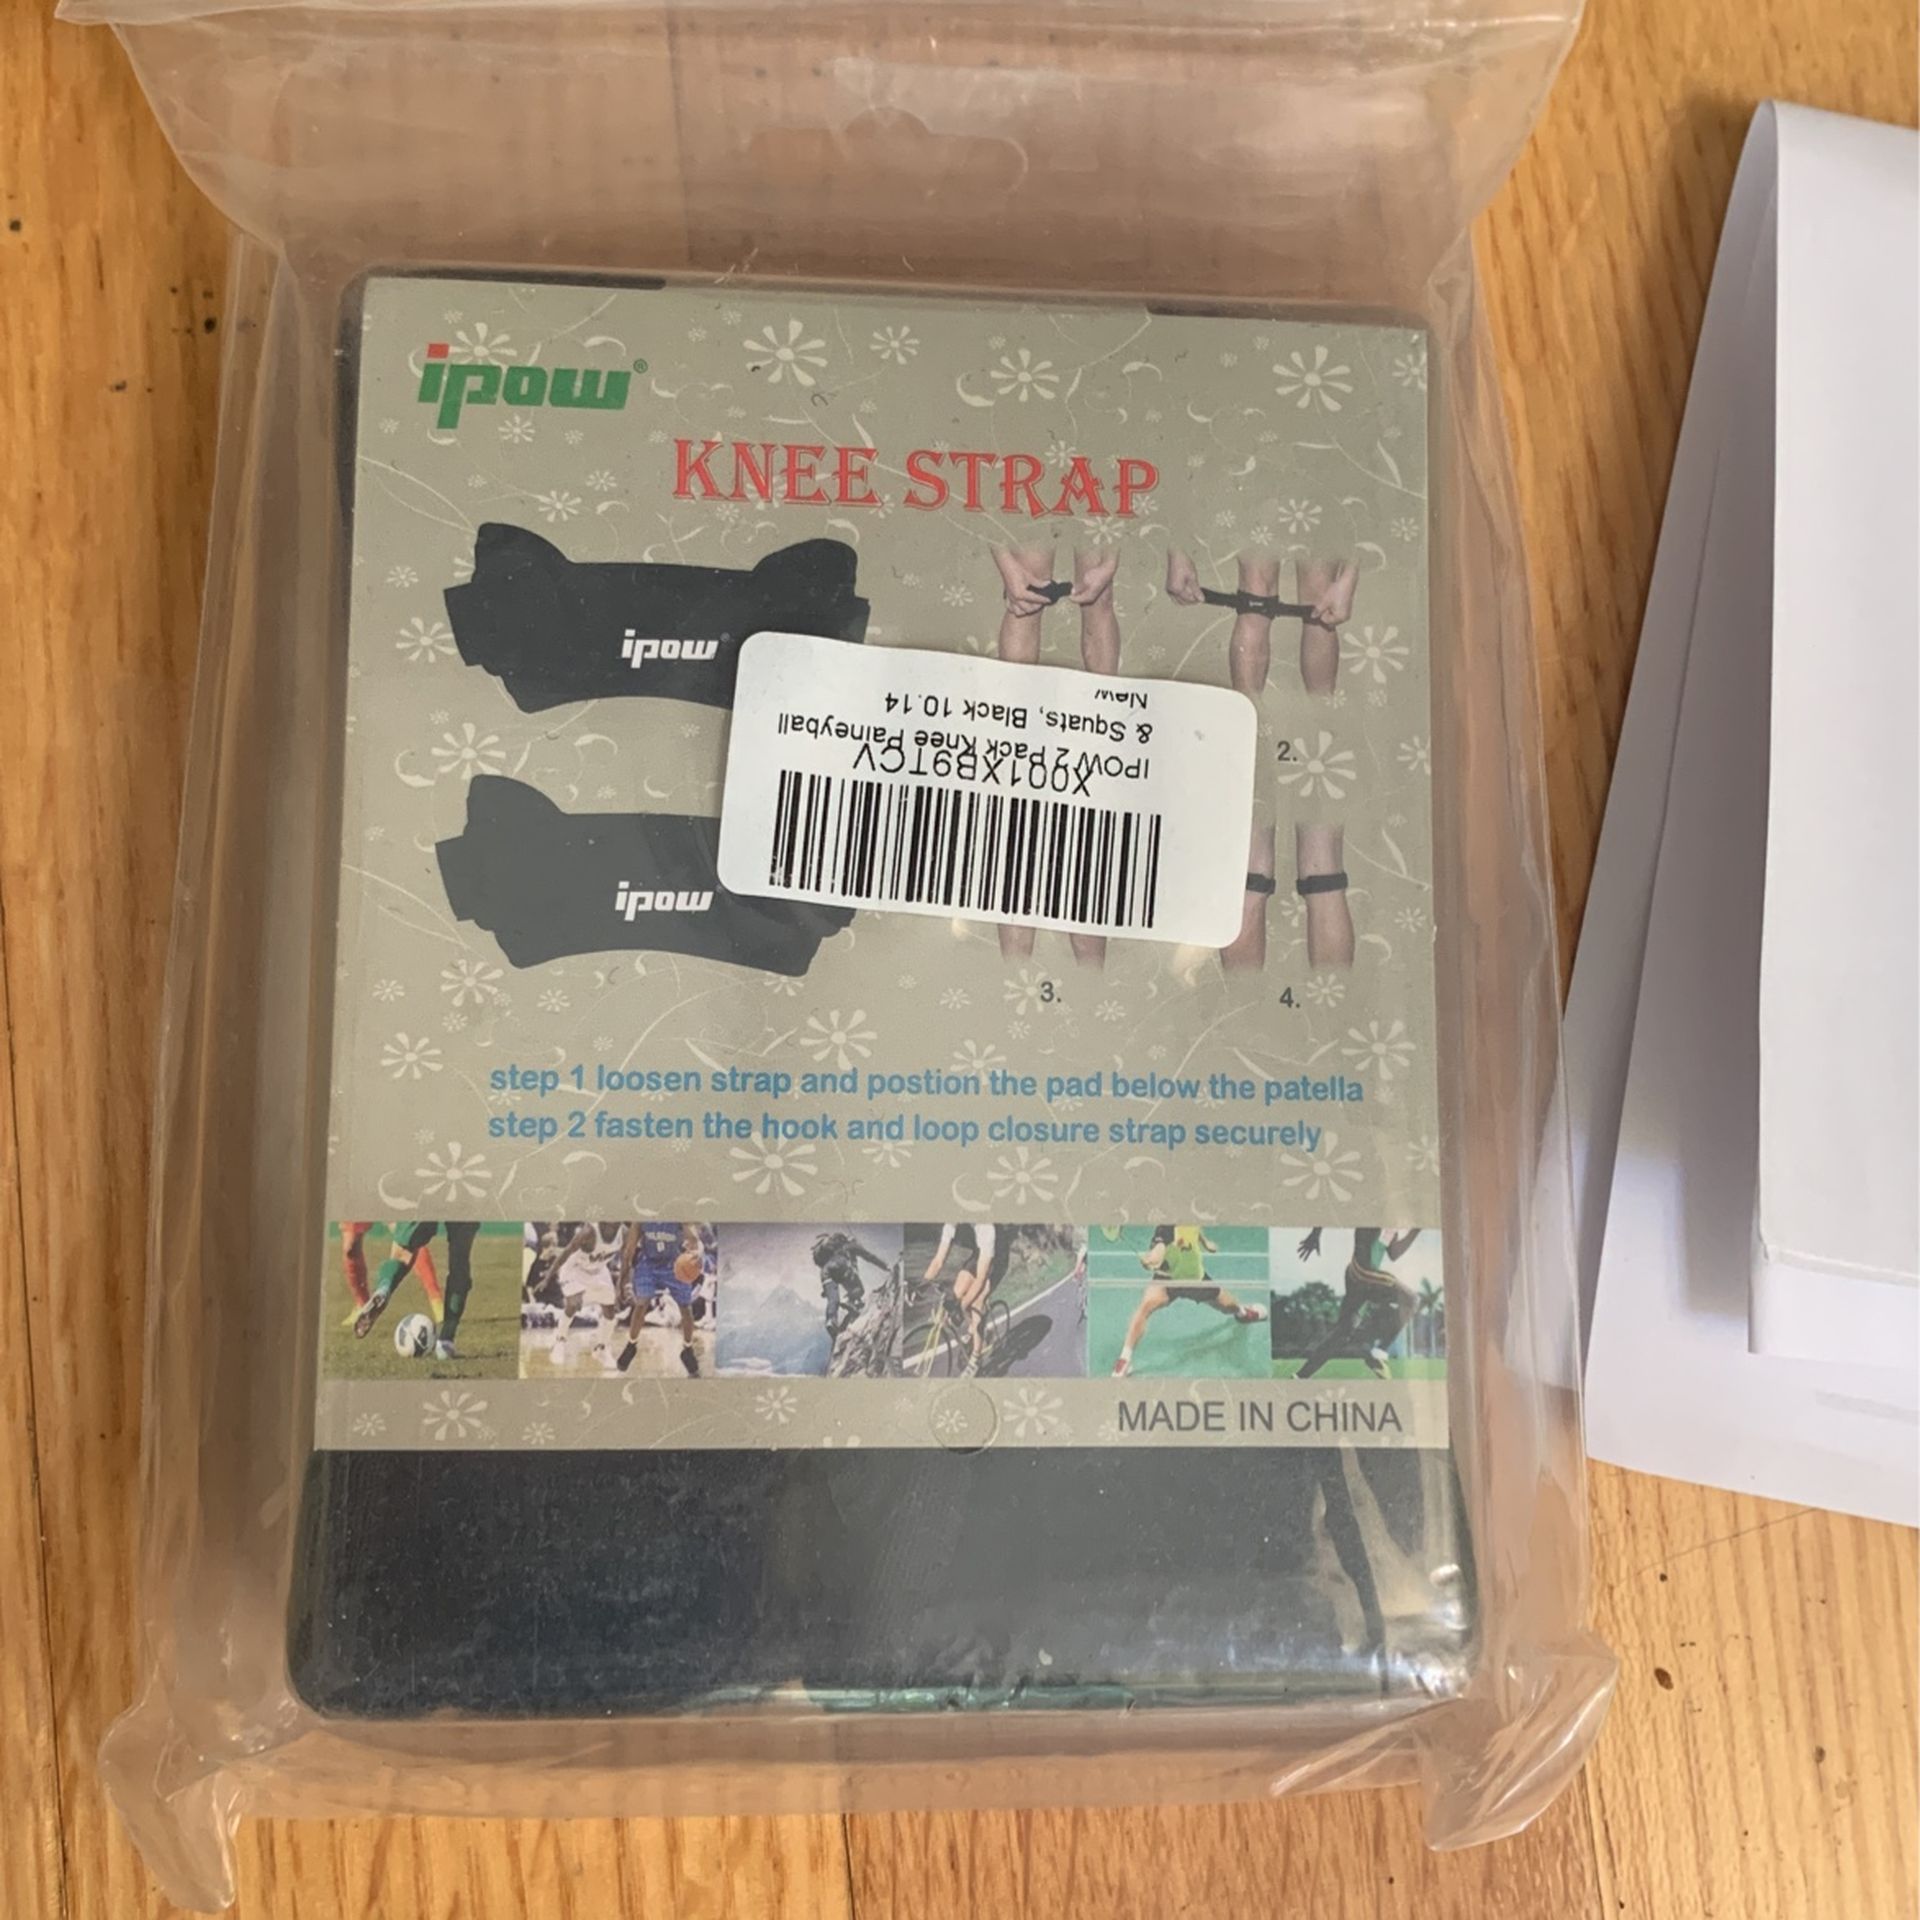 ipow®
KNEE STRAP
ipow®
X001XB9TCV
IPOW 2 Pack Knee Paineyball
& Squats, Black 10.14
New
2.
ipow
3.
4.
step 1 loosen strap and postion the pad below the patella
step 2 fasten the hook and loop closure strap securely
MADE IN CHINA